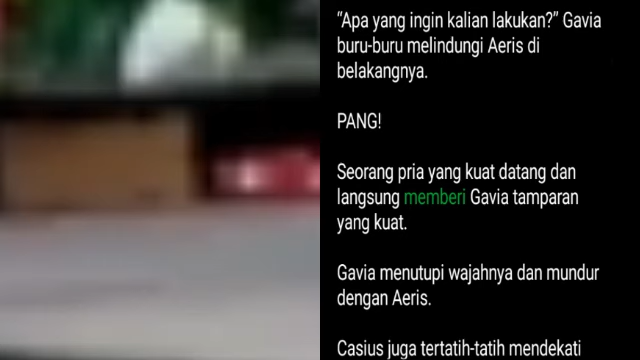 “Apa yang ingin kalian lakukan?” Gavia
buru-buru melindungi Aeris di
belakangnya.
PANG!
Seorang pria yang kuat datang dan
langsung memberi Gavia tamparan
yang kuat.
Gavia menutupi wajahnya dan mundur
dengan Aeris.
Casius juga tertatih-tatih mendekati